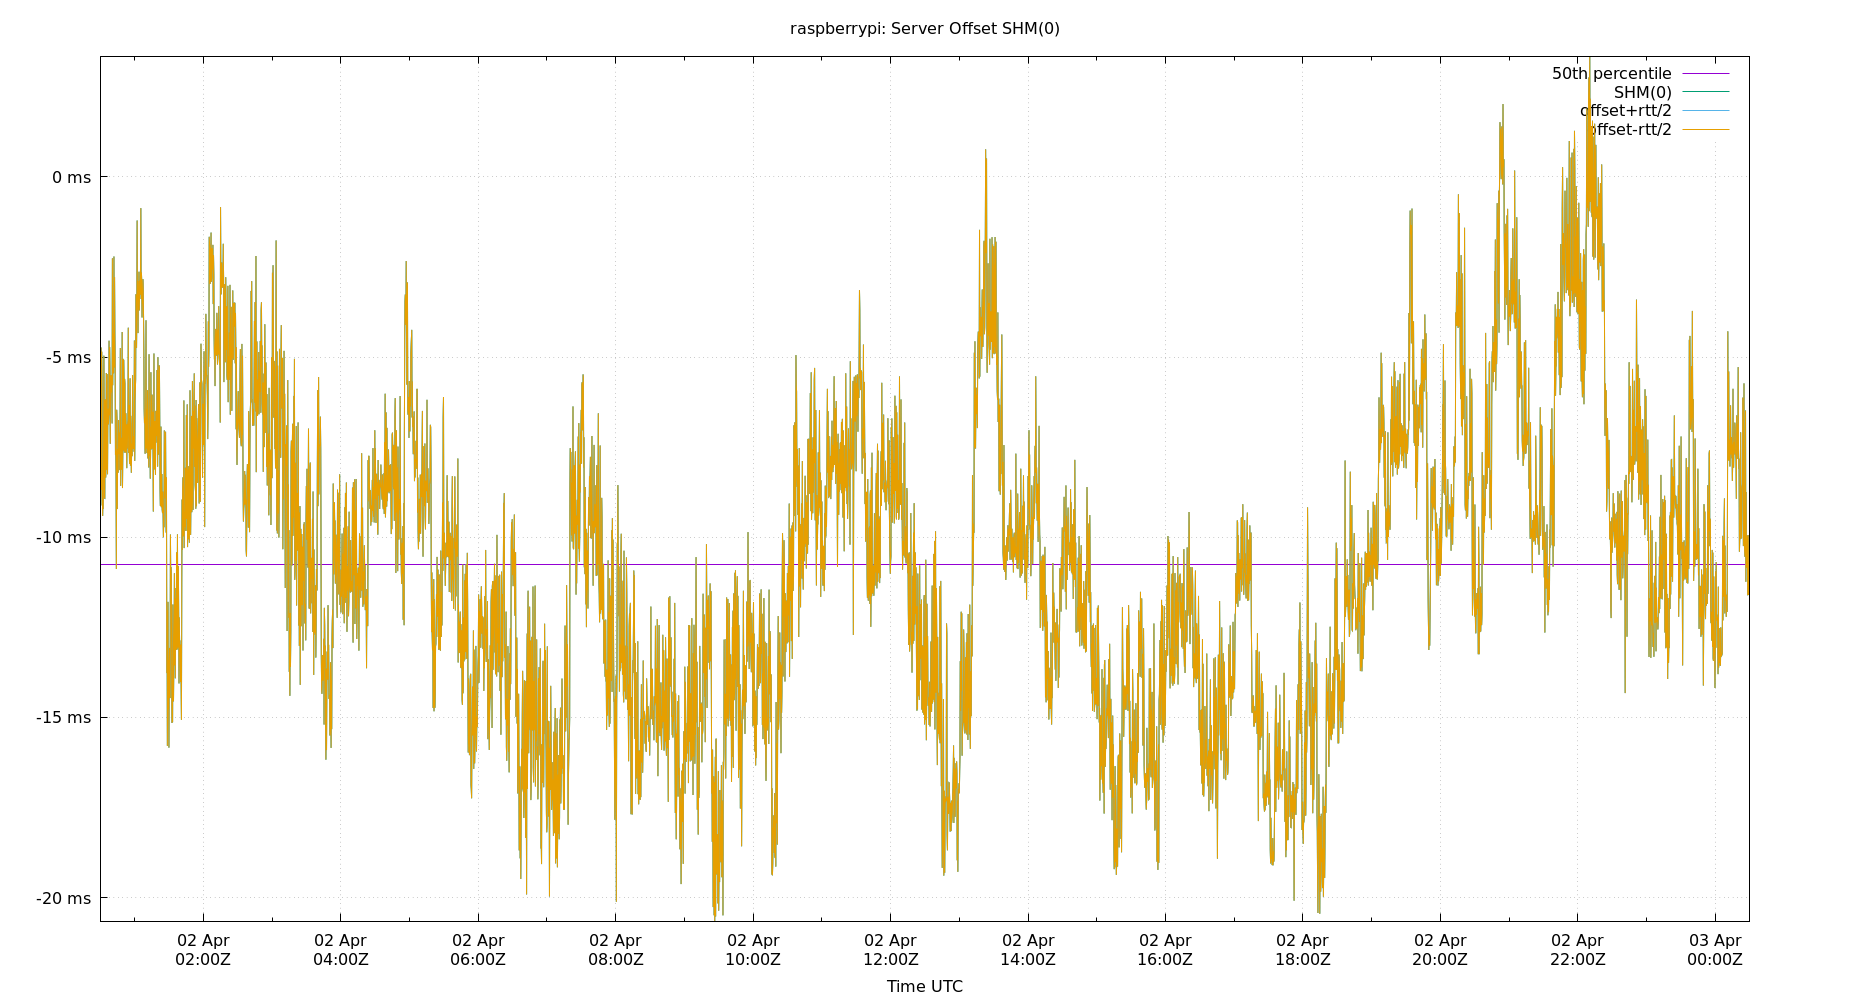 raspberrypi: Server Offset SHM(0)
50th percentile
SHM(0)
offset+rtt/2
offset-rtt/2
0 ms
-5 ms
-10 ms
-15 ms
-20 ms
02 Apr 02 Apr 02 Apr 02 Apr 02 Apr 02 Apr 02 Apr 02 Apr 02 Apr 02 Apr 02 Apr 03 Apr
02:00Z 04:00Z 06:00Z 08:00Z 10:00Z 12:00Z 14:00Z 16:00Z 18:00Z 20:00Z 22:00Z 00:00Z
Time UTC